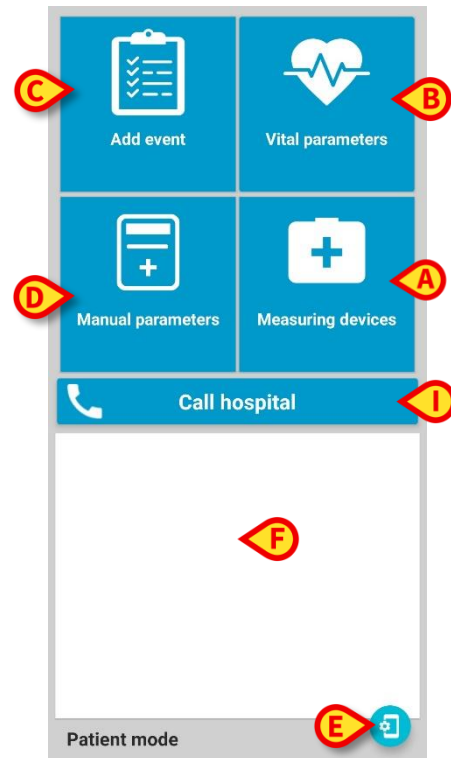 C
B
Add event
Vital parameters
D
A
Manual parameters
Measuring devices
Call hospital
I
F
E
Patient mode